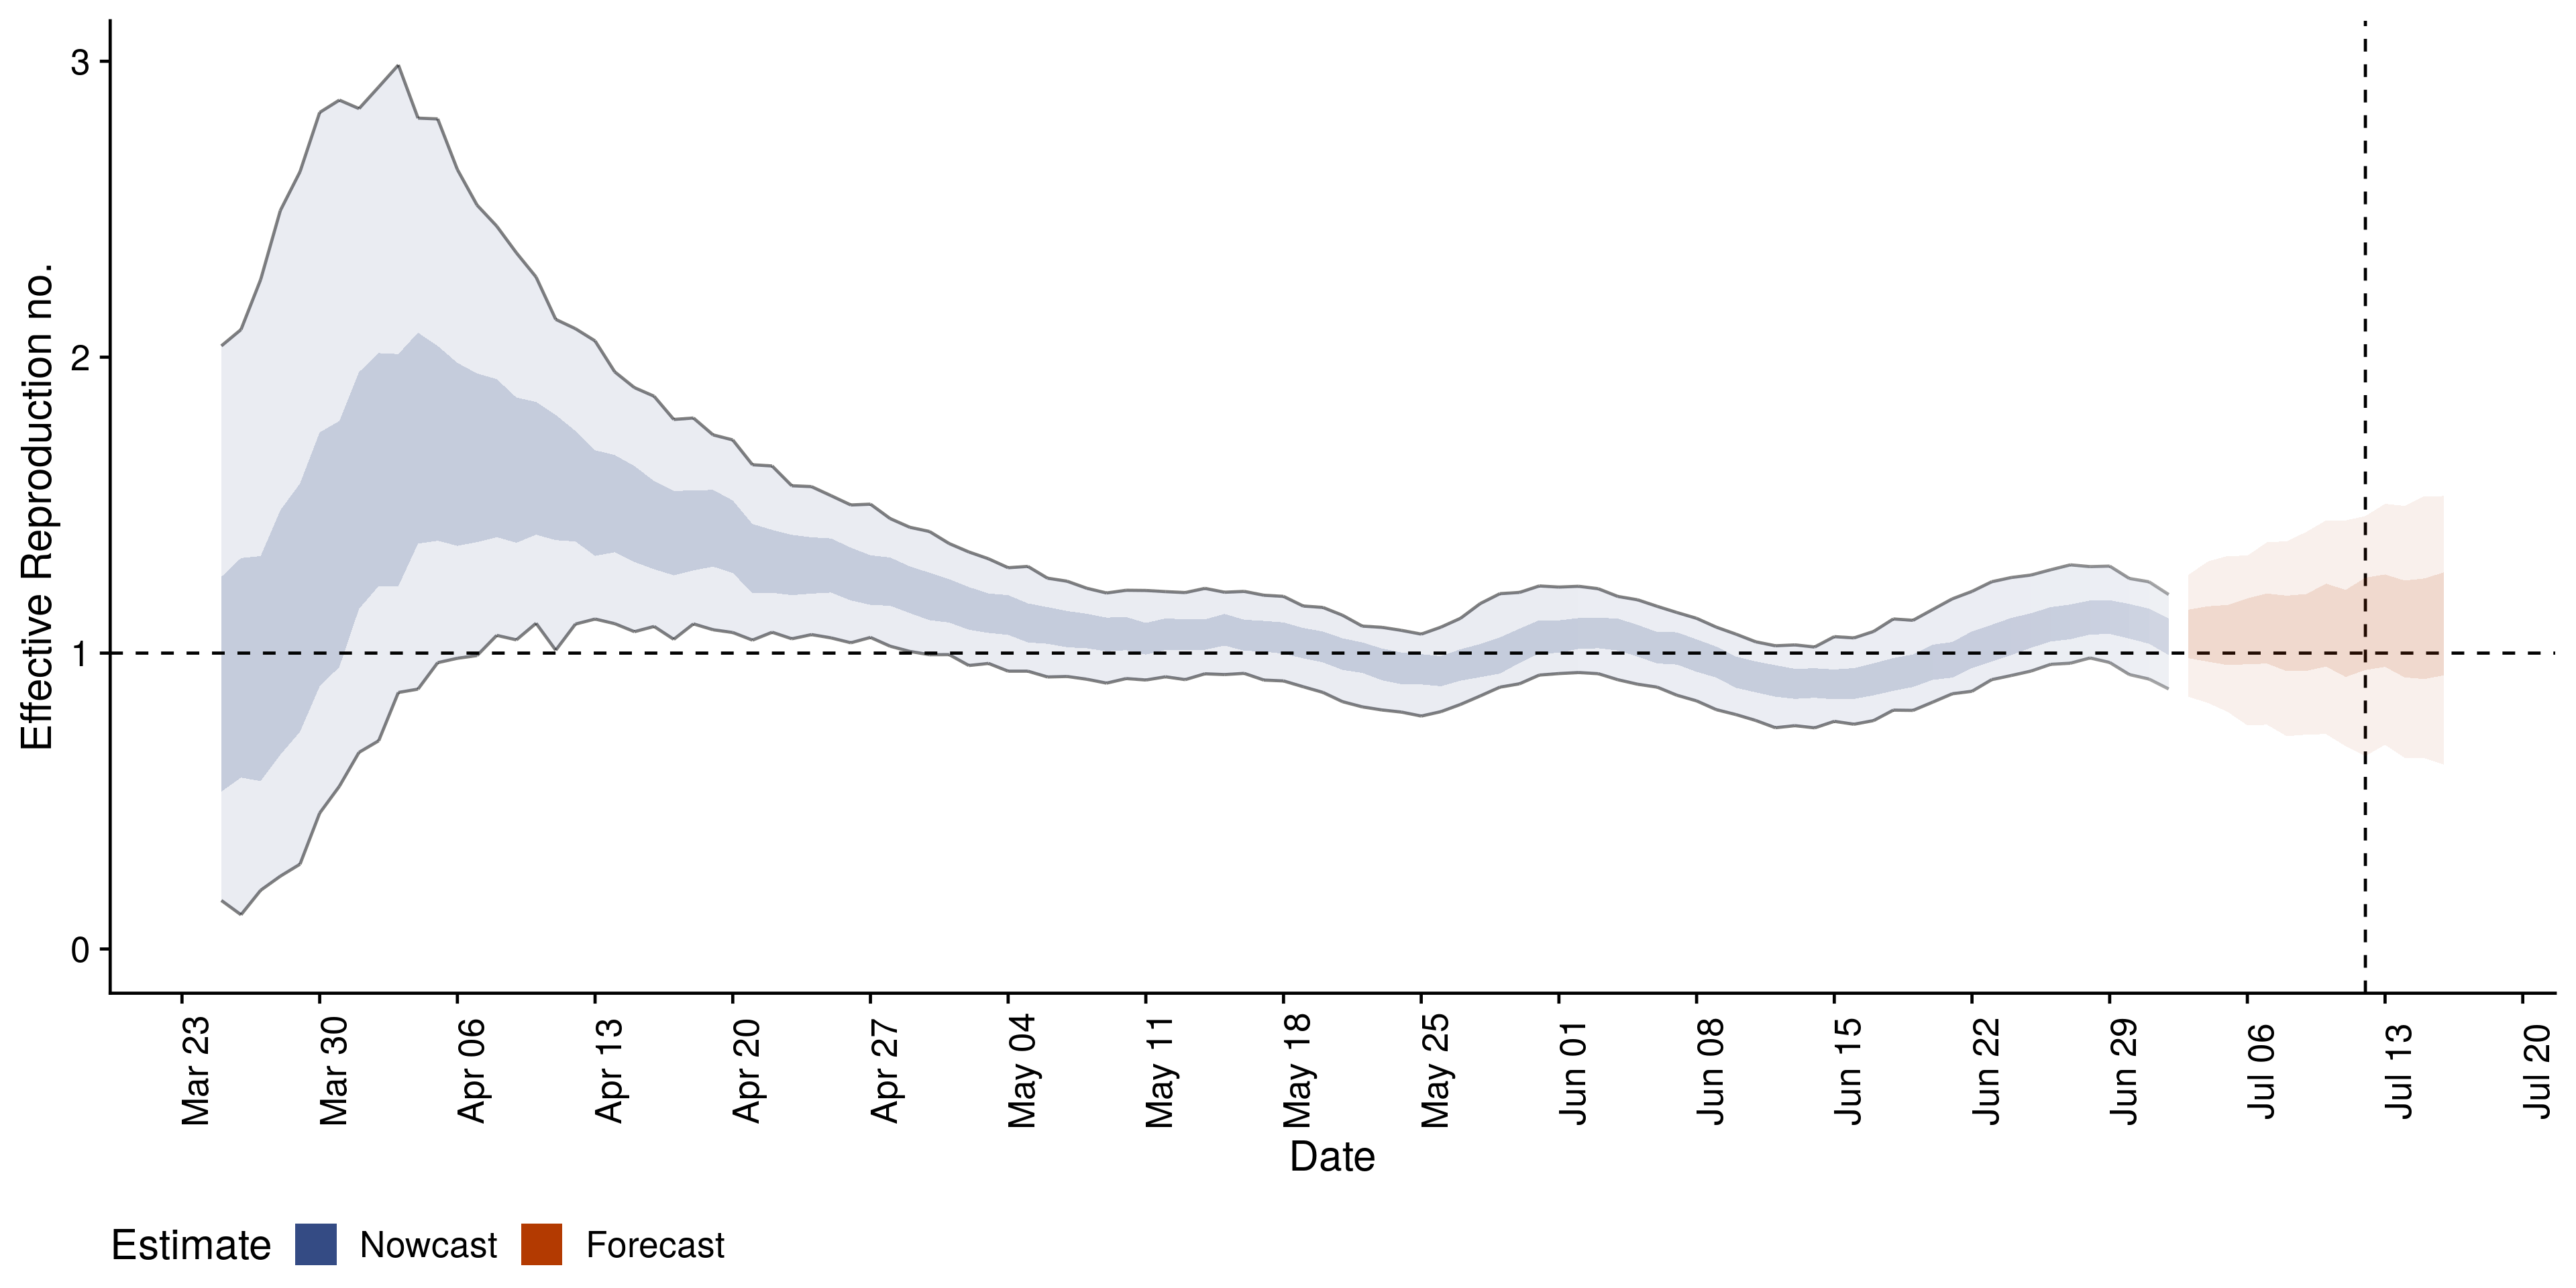 Effective Reproduction no.
3
2
1
0
Mar 23
Mar 30
Apr 06
Apr 13
Apr 20
Apr 27
May 04
May 11
May 18
May 25
Jun 01
Jun 08
Jun 15
Jun 22
Jun 29
Jul 06
Jul 13
Jul 20
Date
Estimate Nowcast Forecast